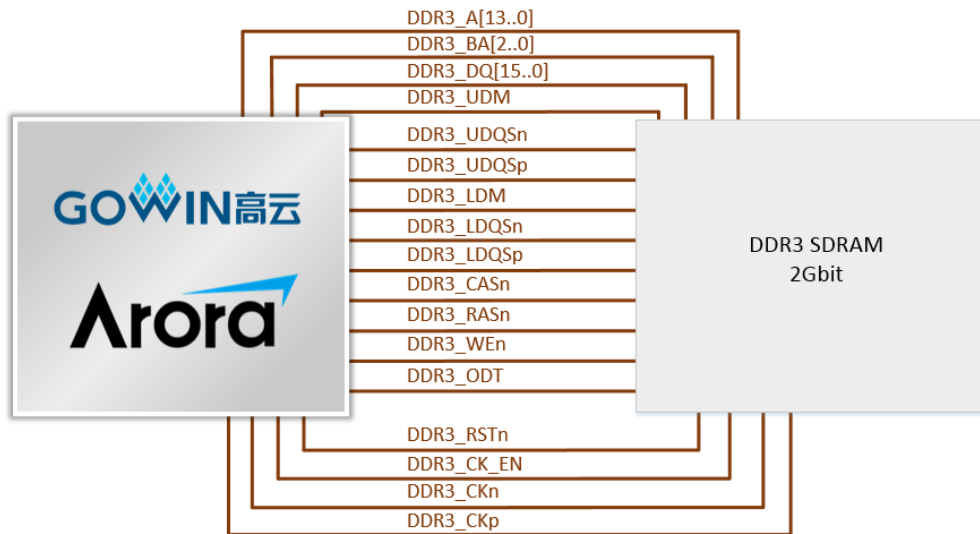 DDR3_A[13..0]
DDR3_BA[2..0]
DDR3_DQ[15..0]
DDR3_UDM
DDR3_UDQSn
DDR3_UDQSp
DDR3_LDM
DDR3_LDQSn
DDR3_LDQSp
DDR3_CASn
DDR3_RASn
DDR3_WEn
DDR3_ODT
DDR3_RSTn
DDR3_CK_EN
DDR3_CKn
DDR3_CKp
GOWIN高云
Arora
DDR3 SDRAM
2Gbit